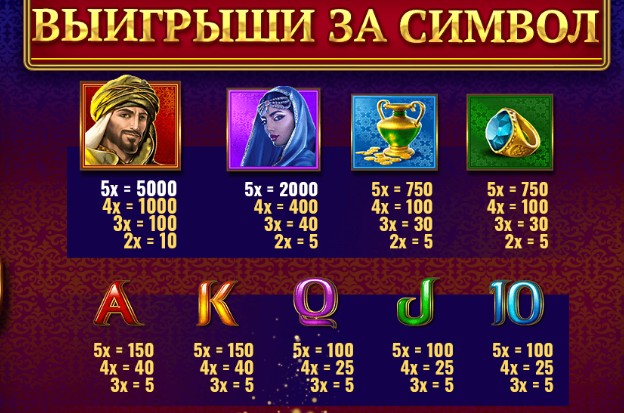 ВЫИГРЫШИ ЗА СИМВОЛ
5x = 5000
4x = 1000
3x = 100
2x = 10
5x = 2000
4x = 400
3x = 40
2x = 5
5x = 750
4x = 100
3x = 30
2x = 5
5x = 750
4x = 100
3x = 30
2x = 5
A
5x = 150
4x = 40
3x = 5
K
5x = 150
4x = 40
3x = 5
Q
5x = 100
4x = 25
3x = 5
J
5x = 100
4x = 25
3x = 5
10
5x = 100
4x = 25
3x = 5